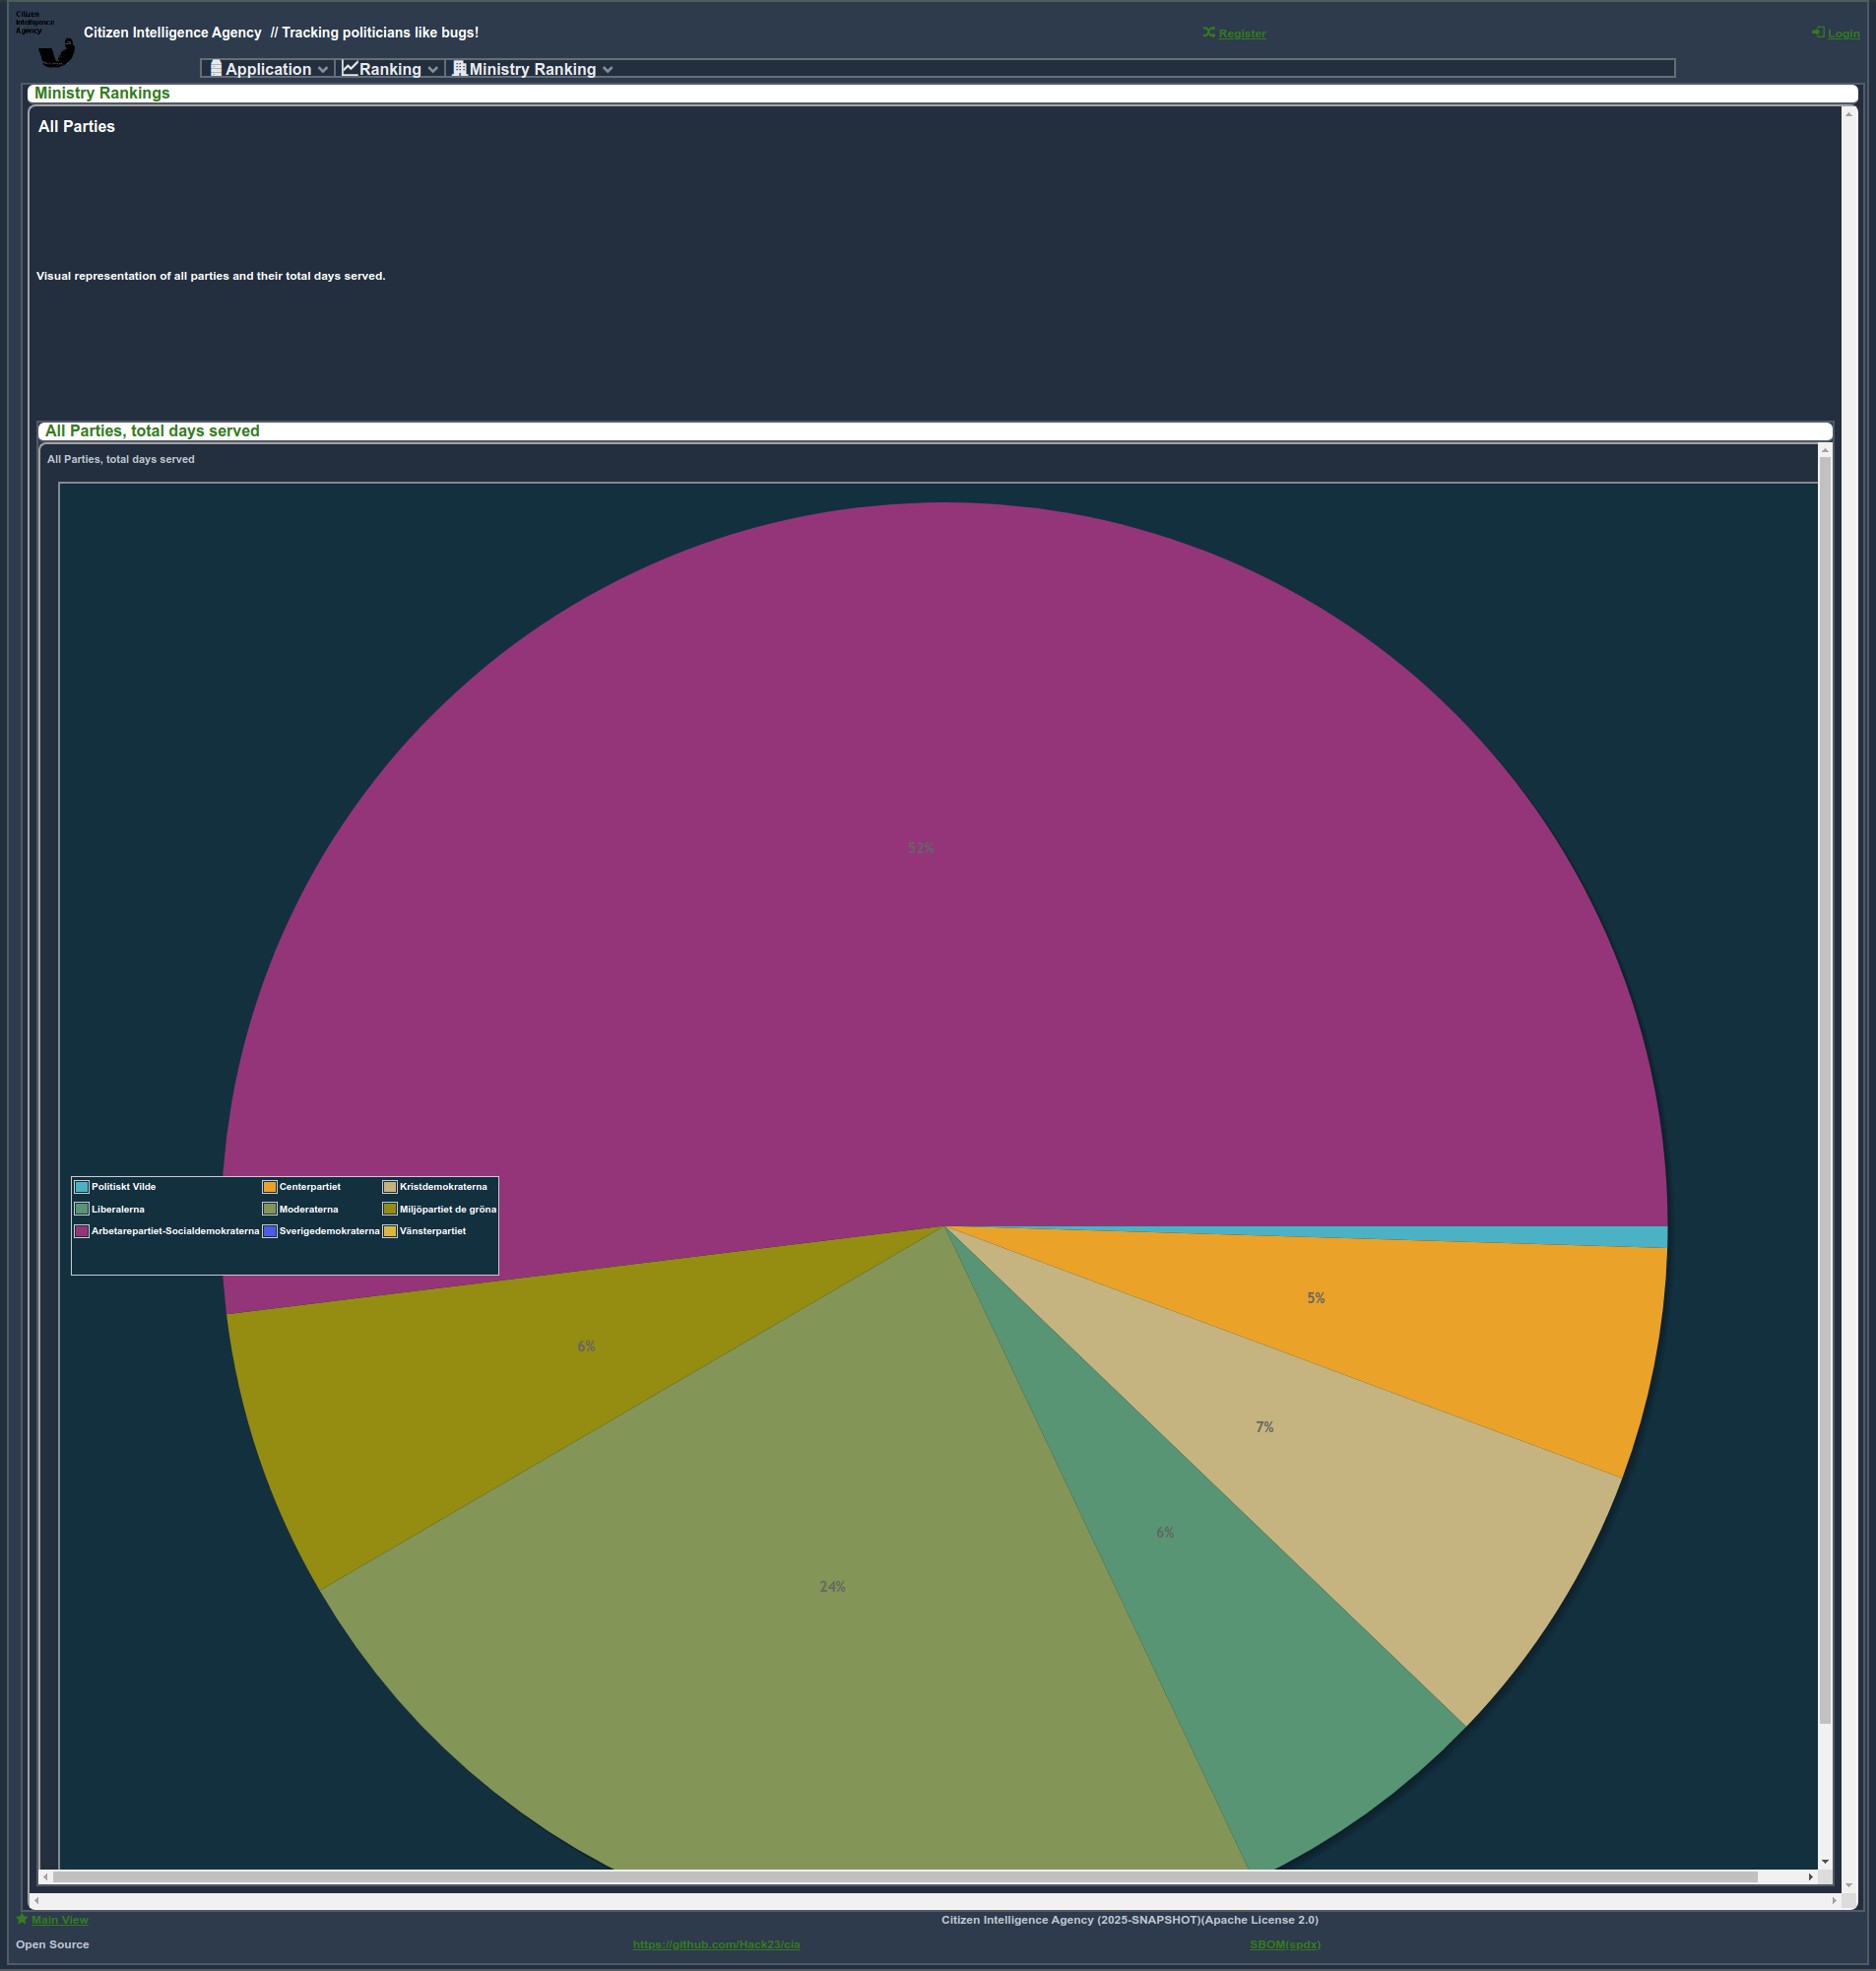 Citizen
Intelligence
Agency
Citizen Intelligence Agency // Tracking politicians like bugs!
Register
Login
Application
Ranking
Ministry Ranking
Ministry Rankings
All Parties
Visual representation of all parties and their total days served.
All Parties, total days served
All Parties, total days served
52%
Politiskt Vilde
Centerpartiet
Kristdemokraterna
Liberalerna
Moderaterna
Miljöpartiet de gröna
Arbetarepartiet-Socialdemokraterna
Sverigedemokraterna
Vänsterpartiet
5%
6%
7%
6%
24%
Main View
Citizen Intelligence Agency (2025-SNAPSHOT)(Apache License 2.0)
Open Source
https://github.com/Hack23/cia
SBOM(spdx)